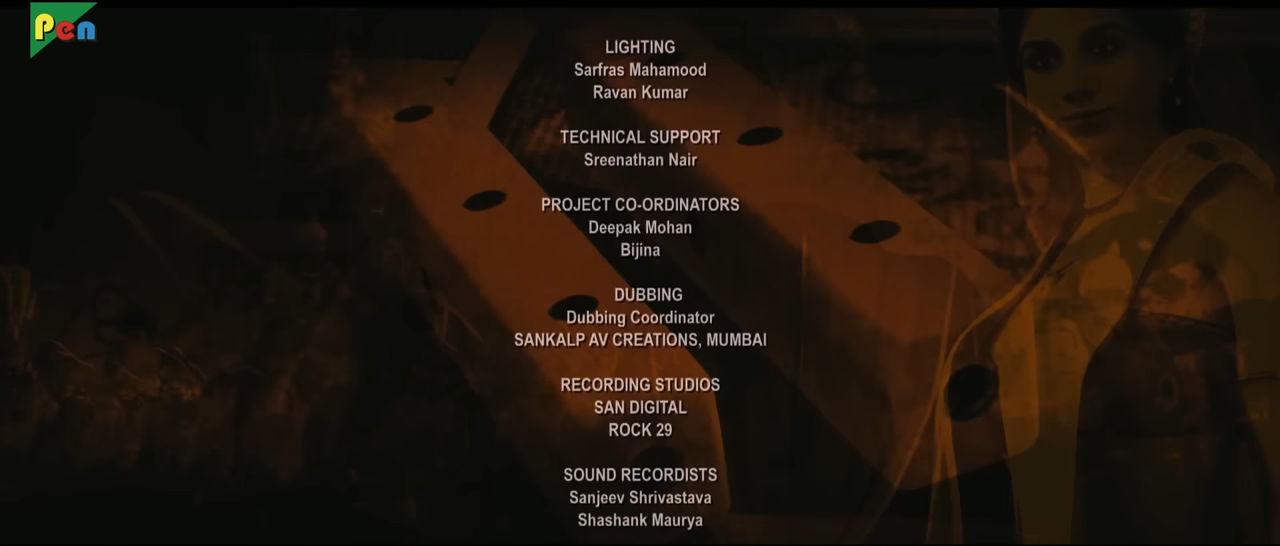 Pen
LIGHTING
Sarfras Mahamood
Ravan Kumar
TECHNICAL SUPPORT
Sreenathan Nair
PROJECT CO-ORDINATORS
Deepak Mohan
Bijina
DUBBING
Dubbing Coordinator
SANKALP AV CREATIONS, MUMBAI
RECORDING STUDIOS
SAN DIGITAL
ROCK 29
SOUND RECORDISTS
Sanjeev Shrivastava
Shashank Maurya